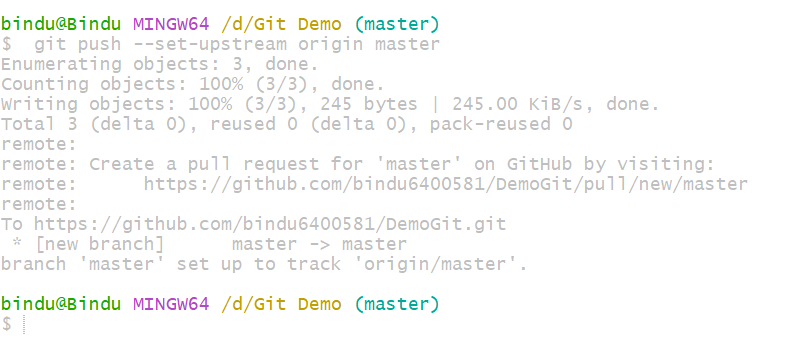 bindu@Bindu MINGW64 /d/Git Demo (master)
$  git push --set-upstream origin master
Enumerating objects: 3, done.
Counting objects: 100% (3/3), done.
Writing objects: 100% (3/3), 245 bytes | 245.00 KiB/s, done.
Total 3 (delta 0), reused 0 (delta 0), pack-reused 0
remote:
remote: Create a pull request for 'master' on GitHub by visiting:
remote:      https://github.com/bindu6400581/DemoGit/pull/new/master
remote:
To https://github.com/bindu6400581/DemoGit.git
 * [new branch]      master -> master
branch 'master' set up to track 'origin/master'.
bindu@Bindu MINGW64 /d/Git Demo (master)
$